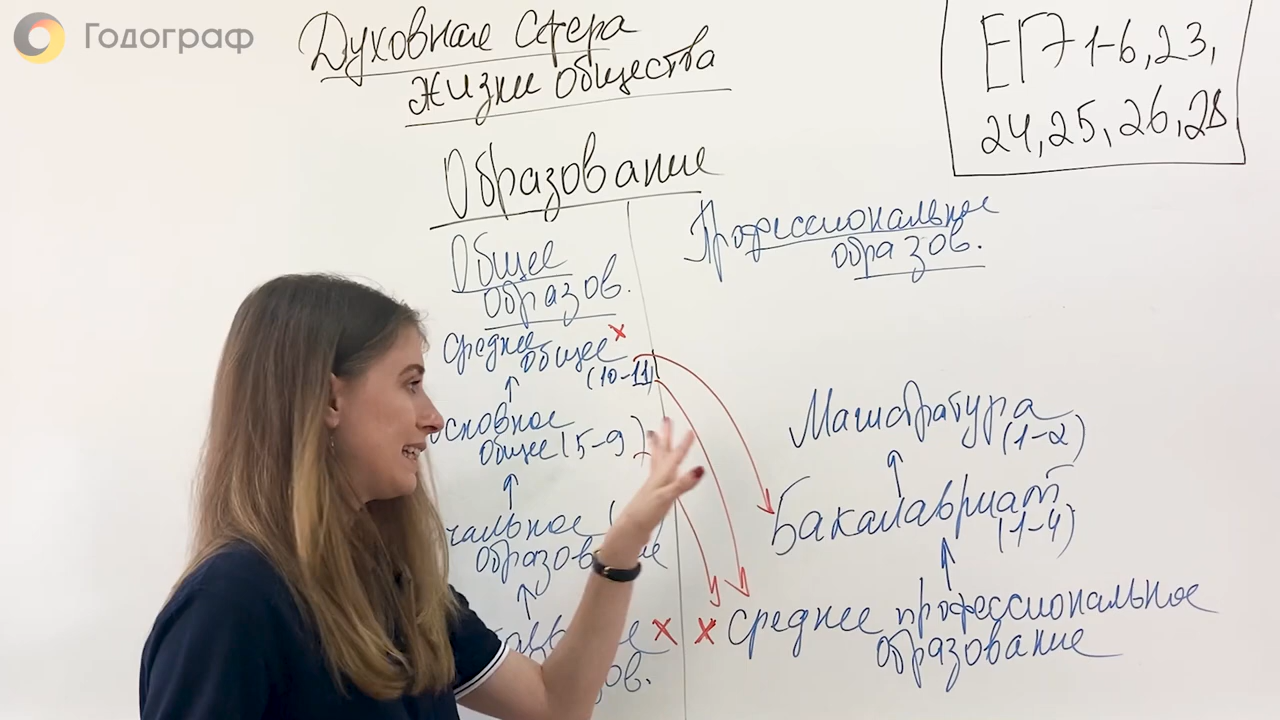 Годограф
Духовная сфера
жизни общества
ЕГЭ 1-6, 23,
24, 25, 26, 28
Образование
Общее
образов.
Профессиональное
образов.
среднее
общее
(10-11)
основное
общее (5-9)
образование
Магистратура
(1-2)
Бакалавриат
(1-4)
Среднее профессиональное
образование